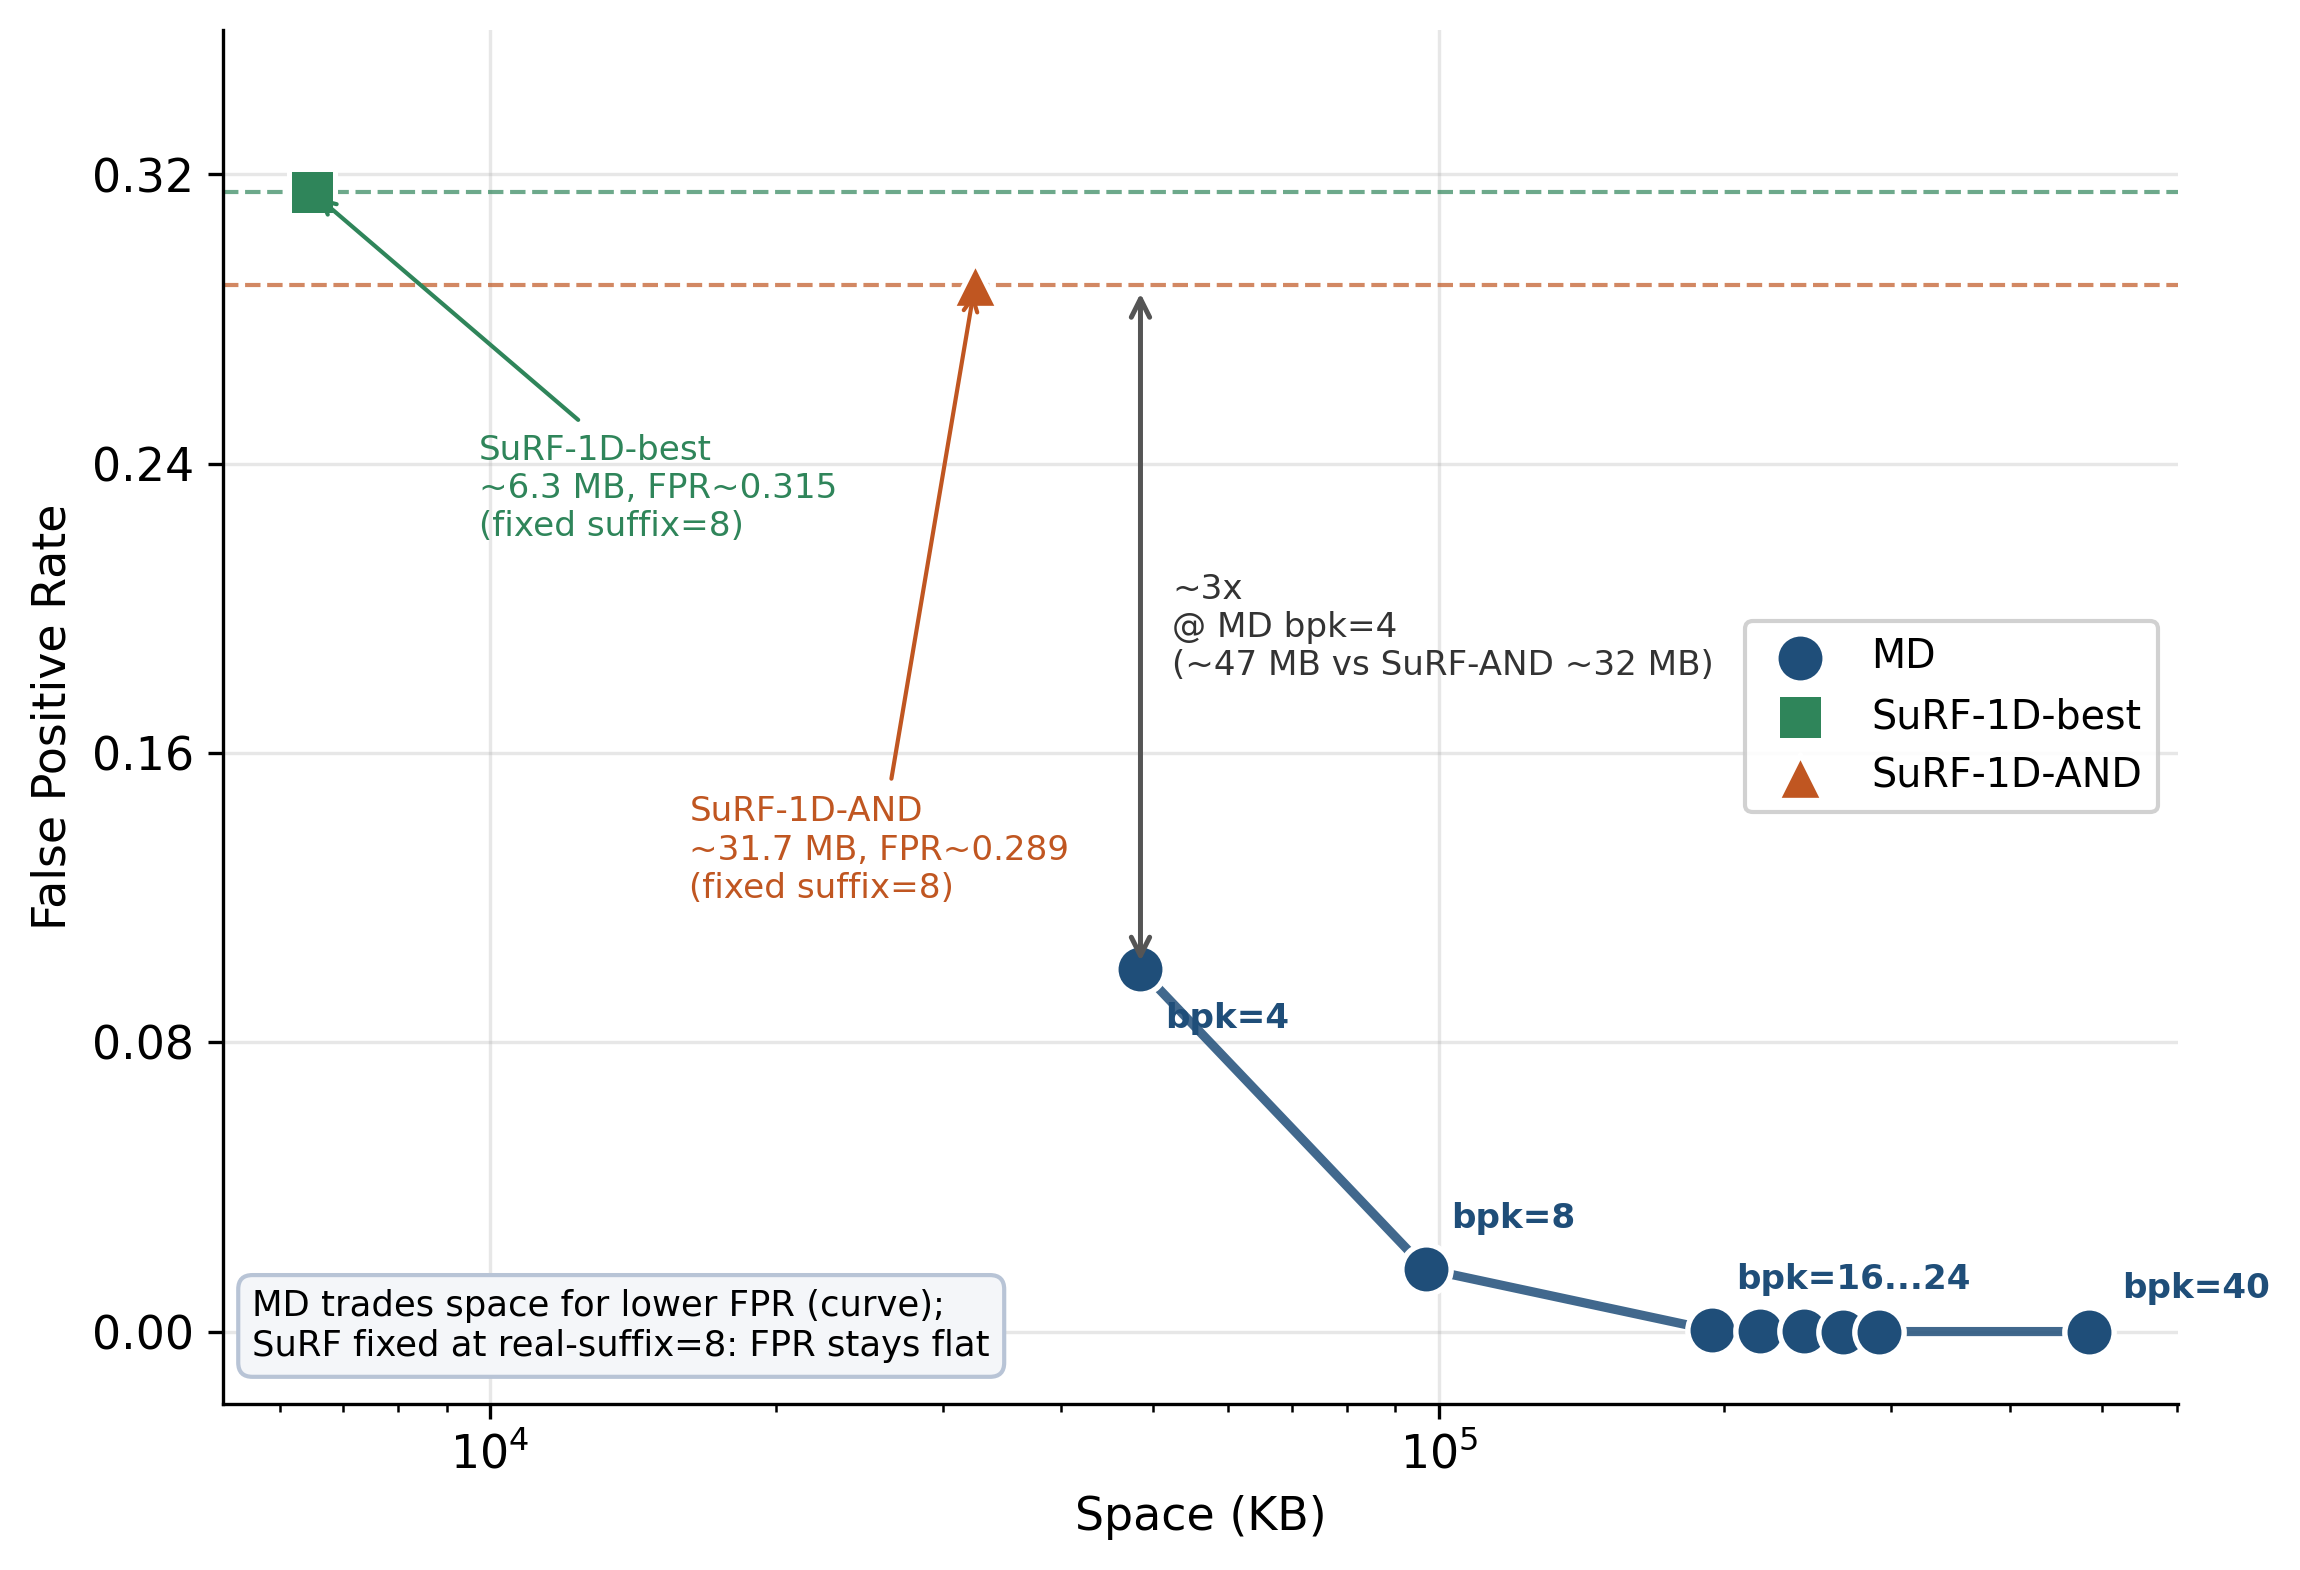 0.32
0.24
0.16
0.08
0.00
False Positive Rate
SuRF-1D-best
~6.3 MB, FPR~0.315
(fixed suffix=8)
~3x
@ MD bpk=4
(~47 MB vs SuRF-AND ~32 MB)
MD
SuRF-1D-best
SuRF-1D-AND
SuRF-1D-AND
~31.7 MB, FPR~0.289
(fixed suffix=8)
bpk=4
bpk=8
bpk=16...24
bpk=40
MD trades space for lower FPR (curve);
SuRF fixed at real-suffix=8: FPR stays flat
10⁴
10⁵
Space (KB)